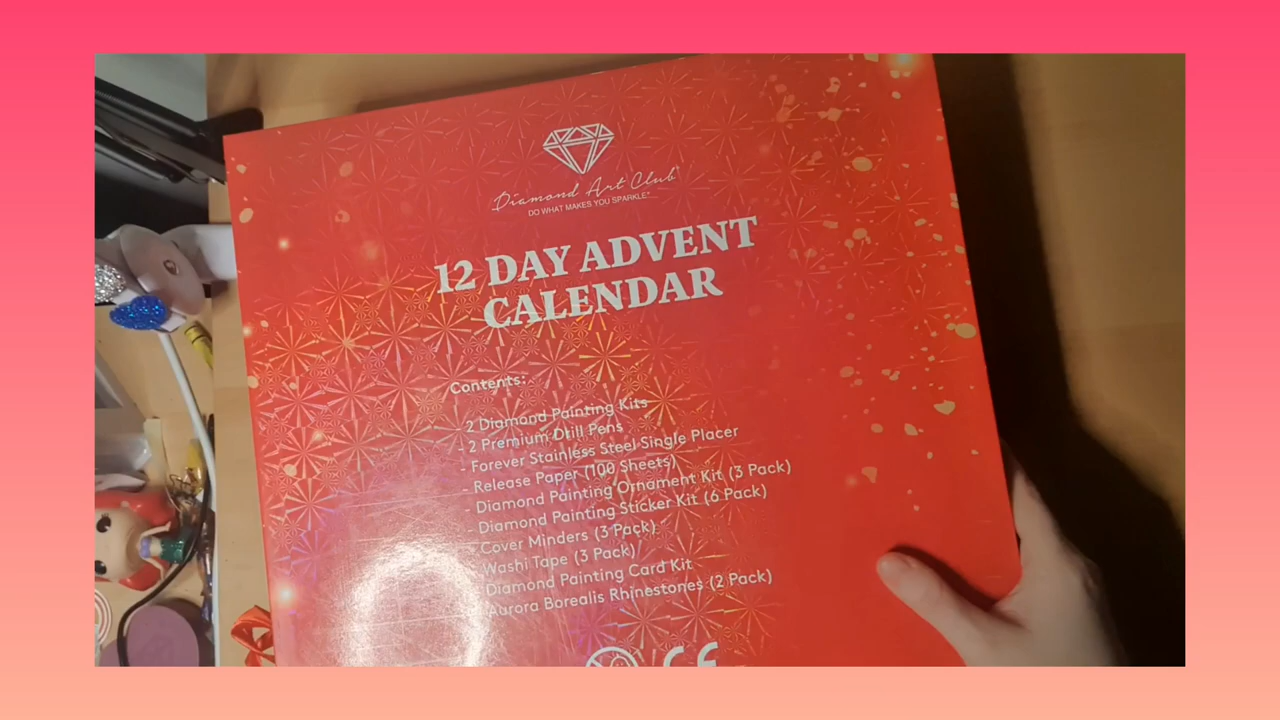 Diamond Art Club
DO WHAT MAKES YOU SPARKLE
12 DAY ADVENT
CALENDAR
Contents:
- 2 Diamond Painting Kits
- 2 Premium Drill Pens
- Forever Stainless Steel Single Placer
- Release Paper (100 Sheets)
- Diamond Painting Ornament Kit (3 Pack)
- Diamond Painting Sticker Kit (6 Pack)
- Cover Minders (3 Pack)
- Washi Tape (3 Pack)
Diamond Painting Card Kit
Aurora Borealis Rhinestones (2 Pack)
CE